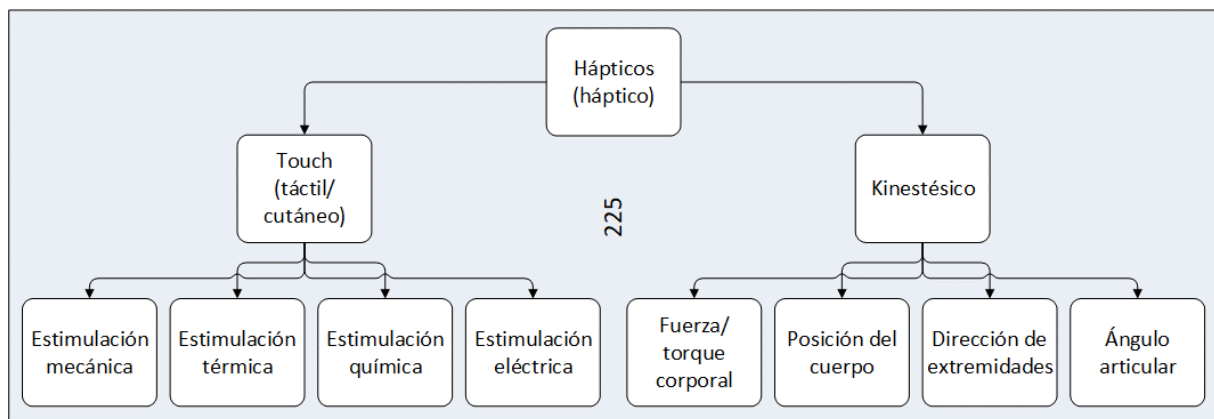 Hápticos
(háptico)
Touch
(táctil/
cutáneo)
Kinestésico
225
Estimulación
mecánica
Estimulación
térmica
Estimulación
química
Estimulación
eléctrica
Fuerza/
torque
corporal
Posición del
cuerpo
Dirección de
extremidades
Ángulo
articular